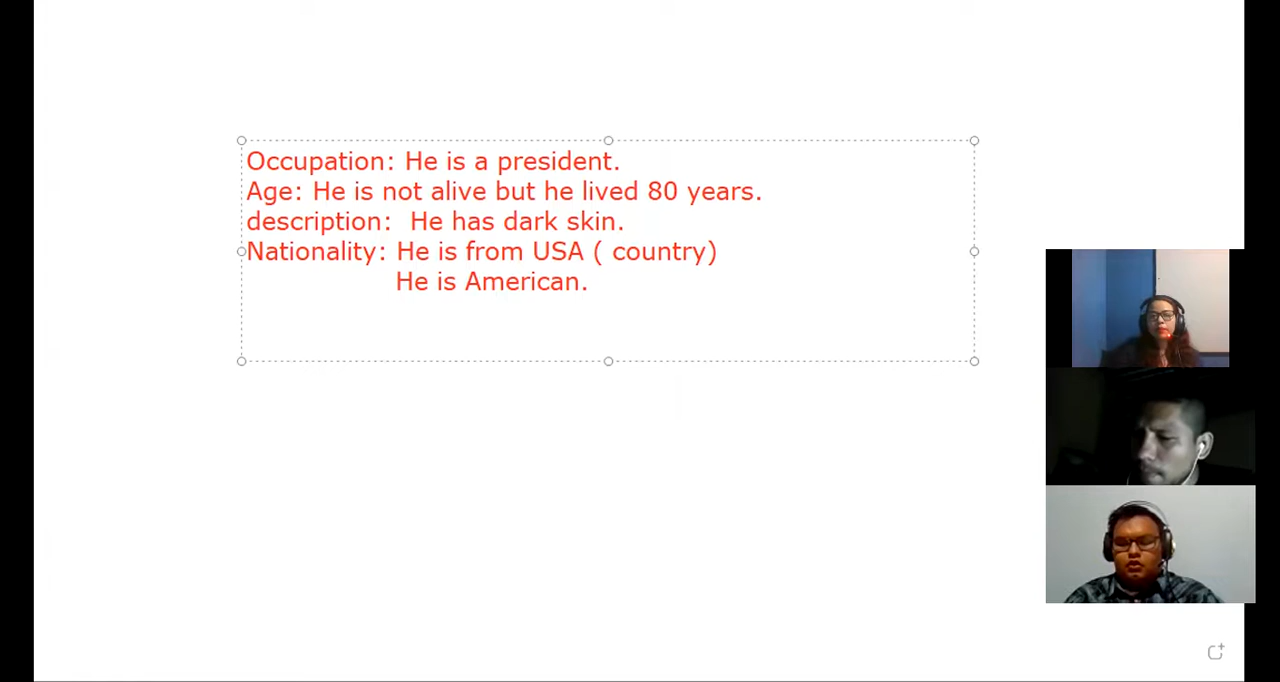 Occupation: He is a president.
Age: He is not alive but he lived 80 years.
description: He has dark skin.
Nationality: He is from USA ( country)
He is American.